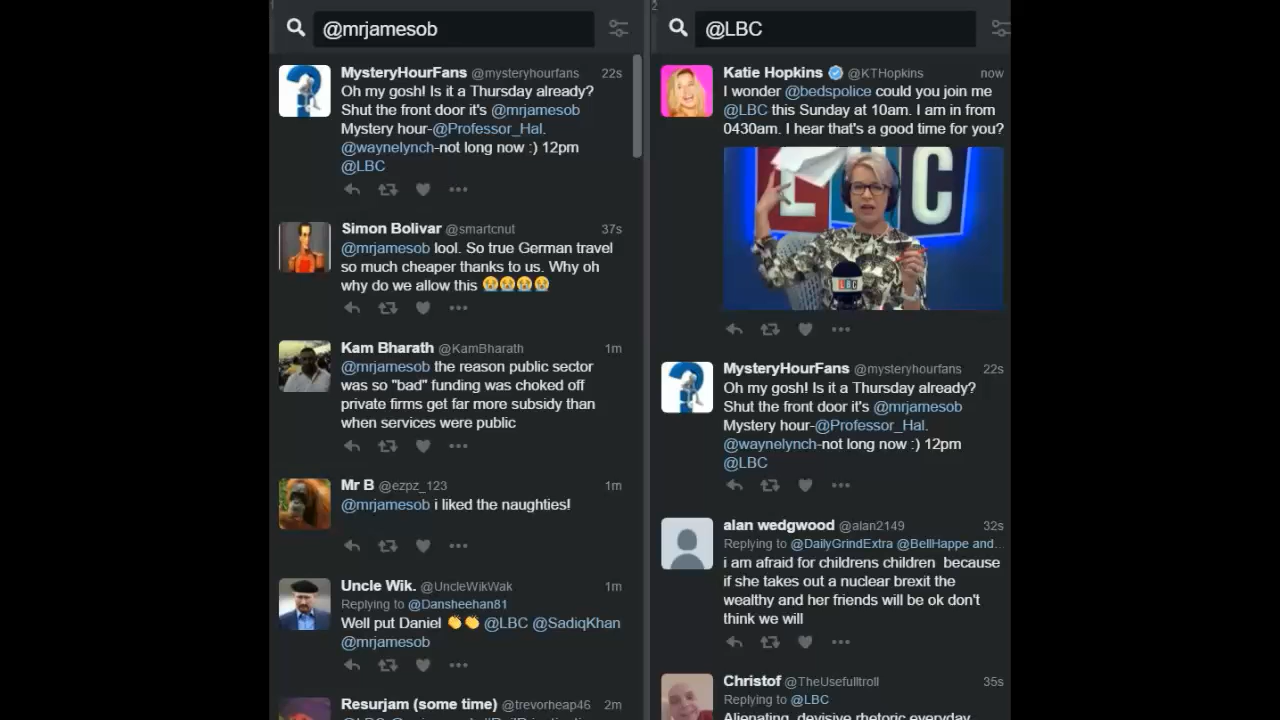 1
@mrjamesob
MysteryHourFans @mysteryhourfans 22s
Oh my gosh! Is it a Thursday already?
Shut the front door it's @mrjamesob
Mystery hour-@Professor_Hal.
@waynelynch-not long now :) 12pm
@LBC
Simon Bolivar @smartcnut 37s
@mrjamesob lool. So true German travel
so much cheaper thanks to us. Why oh
why do we allow this 😭😭😭😭
Kam Bharath @KamBharath 1m
@mrjamesob the reason public sector
was so "bad" funding was choked off
private firms get far more subsidy than
when services were public
Mr B @ezpz_123 1m
@mrjamesob i liked the naughties!
Uncle Wik. @UncleWikWak 1m
Replying to @Dansheehan81
Well put Daniel 👏👏 @LBC @SadiqKhan
@mrjamesob
Resurjam (some time) @trevorheap46 2m
2
@LBC
Katie Hopkins @KTHopkins now
I wonder @bedspolice could you join me
@LBC this Sunday at 10am. I am in from
0430am. I hear that's a good time for you?
LBC
LBC
MysteryHourFans @mysteryhourfans 22s
Oh my gosh! Is it a Thursday already?
Shut the front door it's @mrjamesob
Mystery hour-@Professor_Hal.
@waynelynch-not long now :) 12pm
@LBC
alan wedgwood @alan2149 32s
Replying to @DailyGrindExtra @BellHappe and...
i am afraid for childrens children because
if she takes out a nuclear brexit the
wealthy and her friends will be ok don't
think we will
Christof @TheUsefulltroll 35s
Replying to @LBC
Alienating, devisive rhetoric everyday